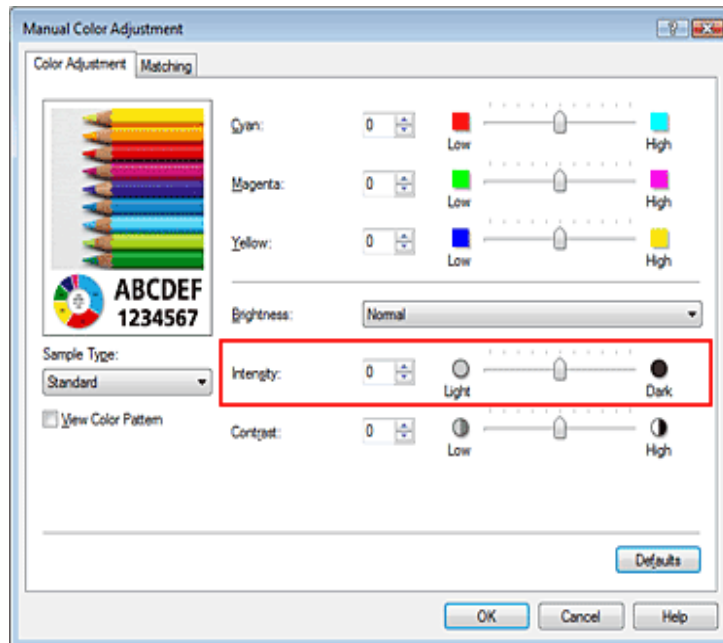 Manual Color Adjustment
Color Adjustment Matching
ABCDEF
1234567
Sample Type:
Standard
View Color Pattern
Cyan: 0 Low High
Magenta: 0 Low High
Yellow: 0 Low High
Brightness: Normal
Intensity: 0 Light Dark
Contrast: 0 Low High
Defaults
OK Cancel Help